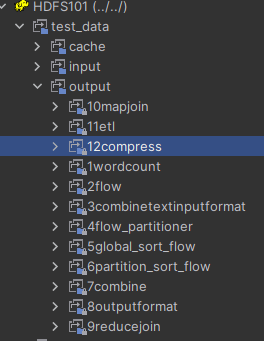 HDFS101 (../../)
test_data
cache
input
output
10mapjoin
11etl
12compress
1wordcount
2flow
3combinetextinputformat
4flow_partitioner
5global_sort_flow
6partition_sort_flow
7combine
8outputformat
9reducejoin